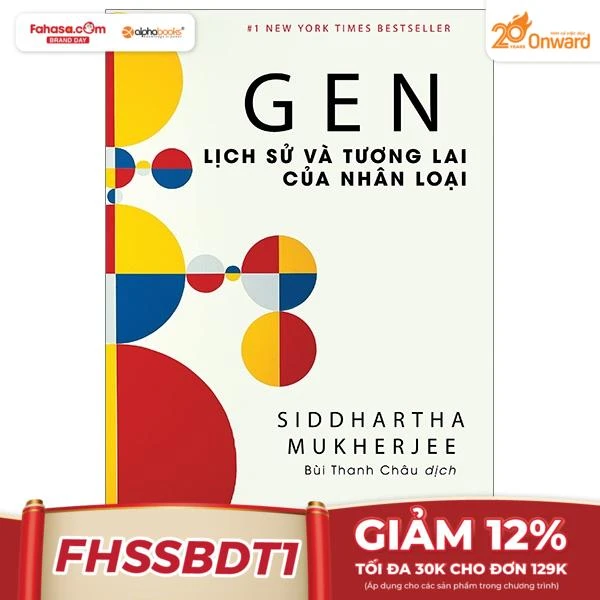 Fahasa.com
BRAND DAY
alphabooks
20
YEARS
Onward
#1 NEW YORK TIMES BESTSELLER
GEN
LỊCH SỬ VÀ TƯƠNG LAI
CỦA NHÂN LOẠI
SIDDHARTHA
MUKHERJEE
Bùi Thanh Châu dịch
FHSSBDT1
GIẢM 12%
TỐI ĐA 30K CHO ĐƠN 129K
(Áp dụng cho các sản phẩm trong chương trình)